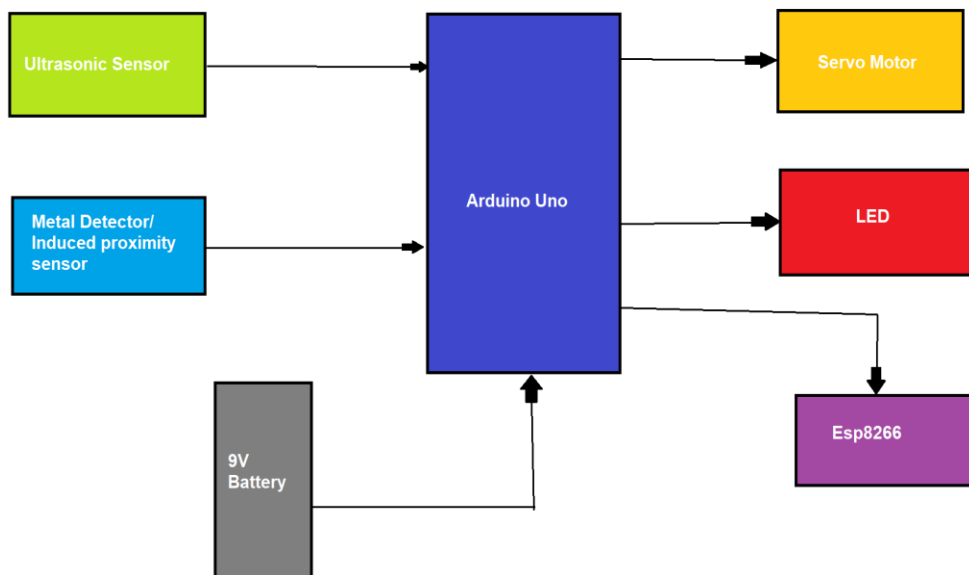 Ultrasonic Sensor
Arduino Uno
Servo Motor
Metal Detector/
Induced proximity
sensor
LED
9V
Battery
Esp8266